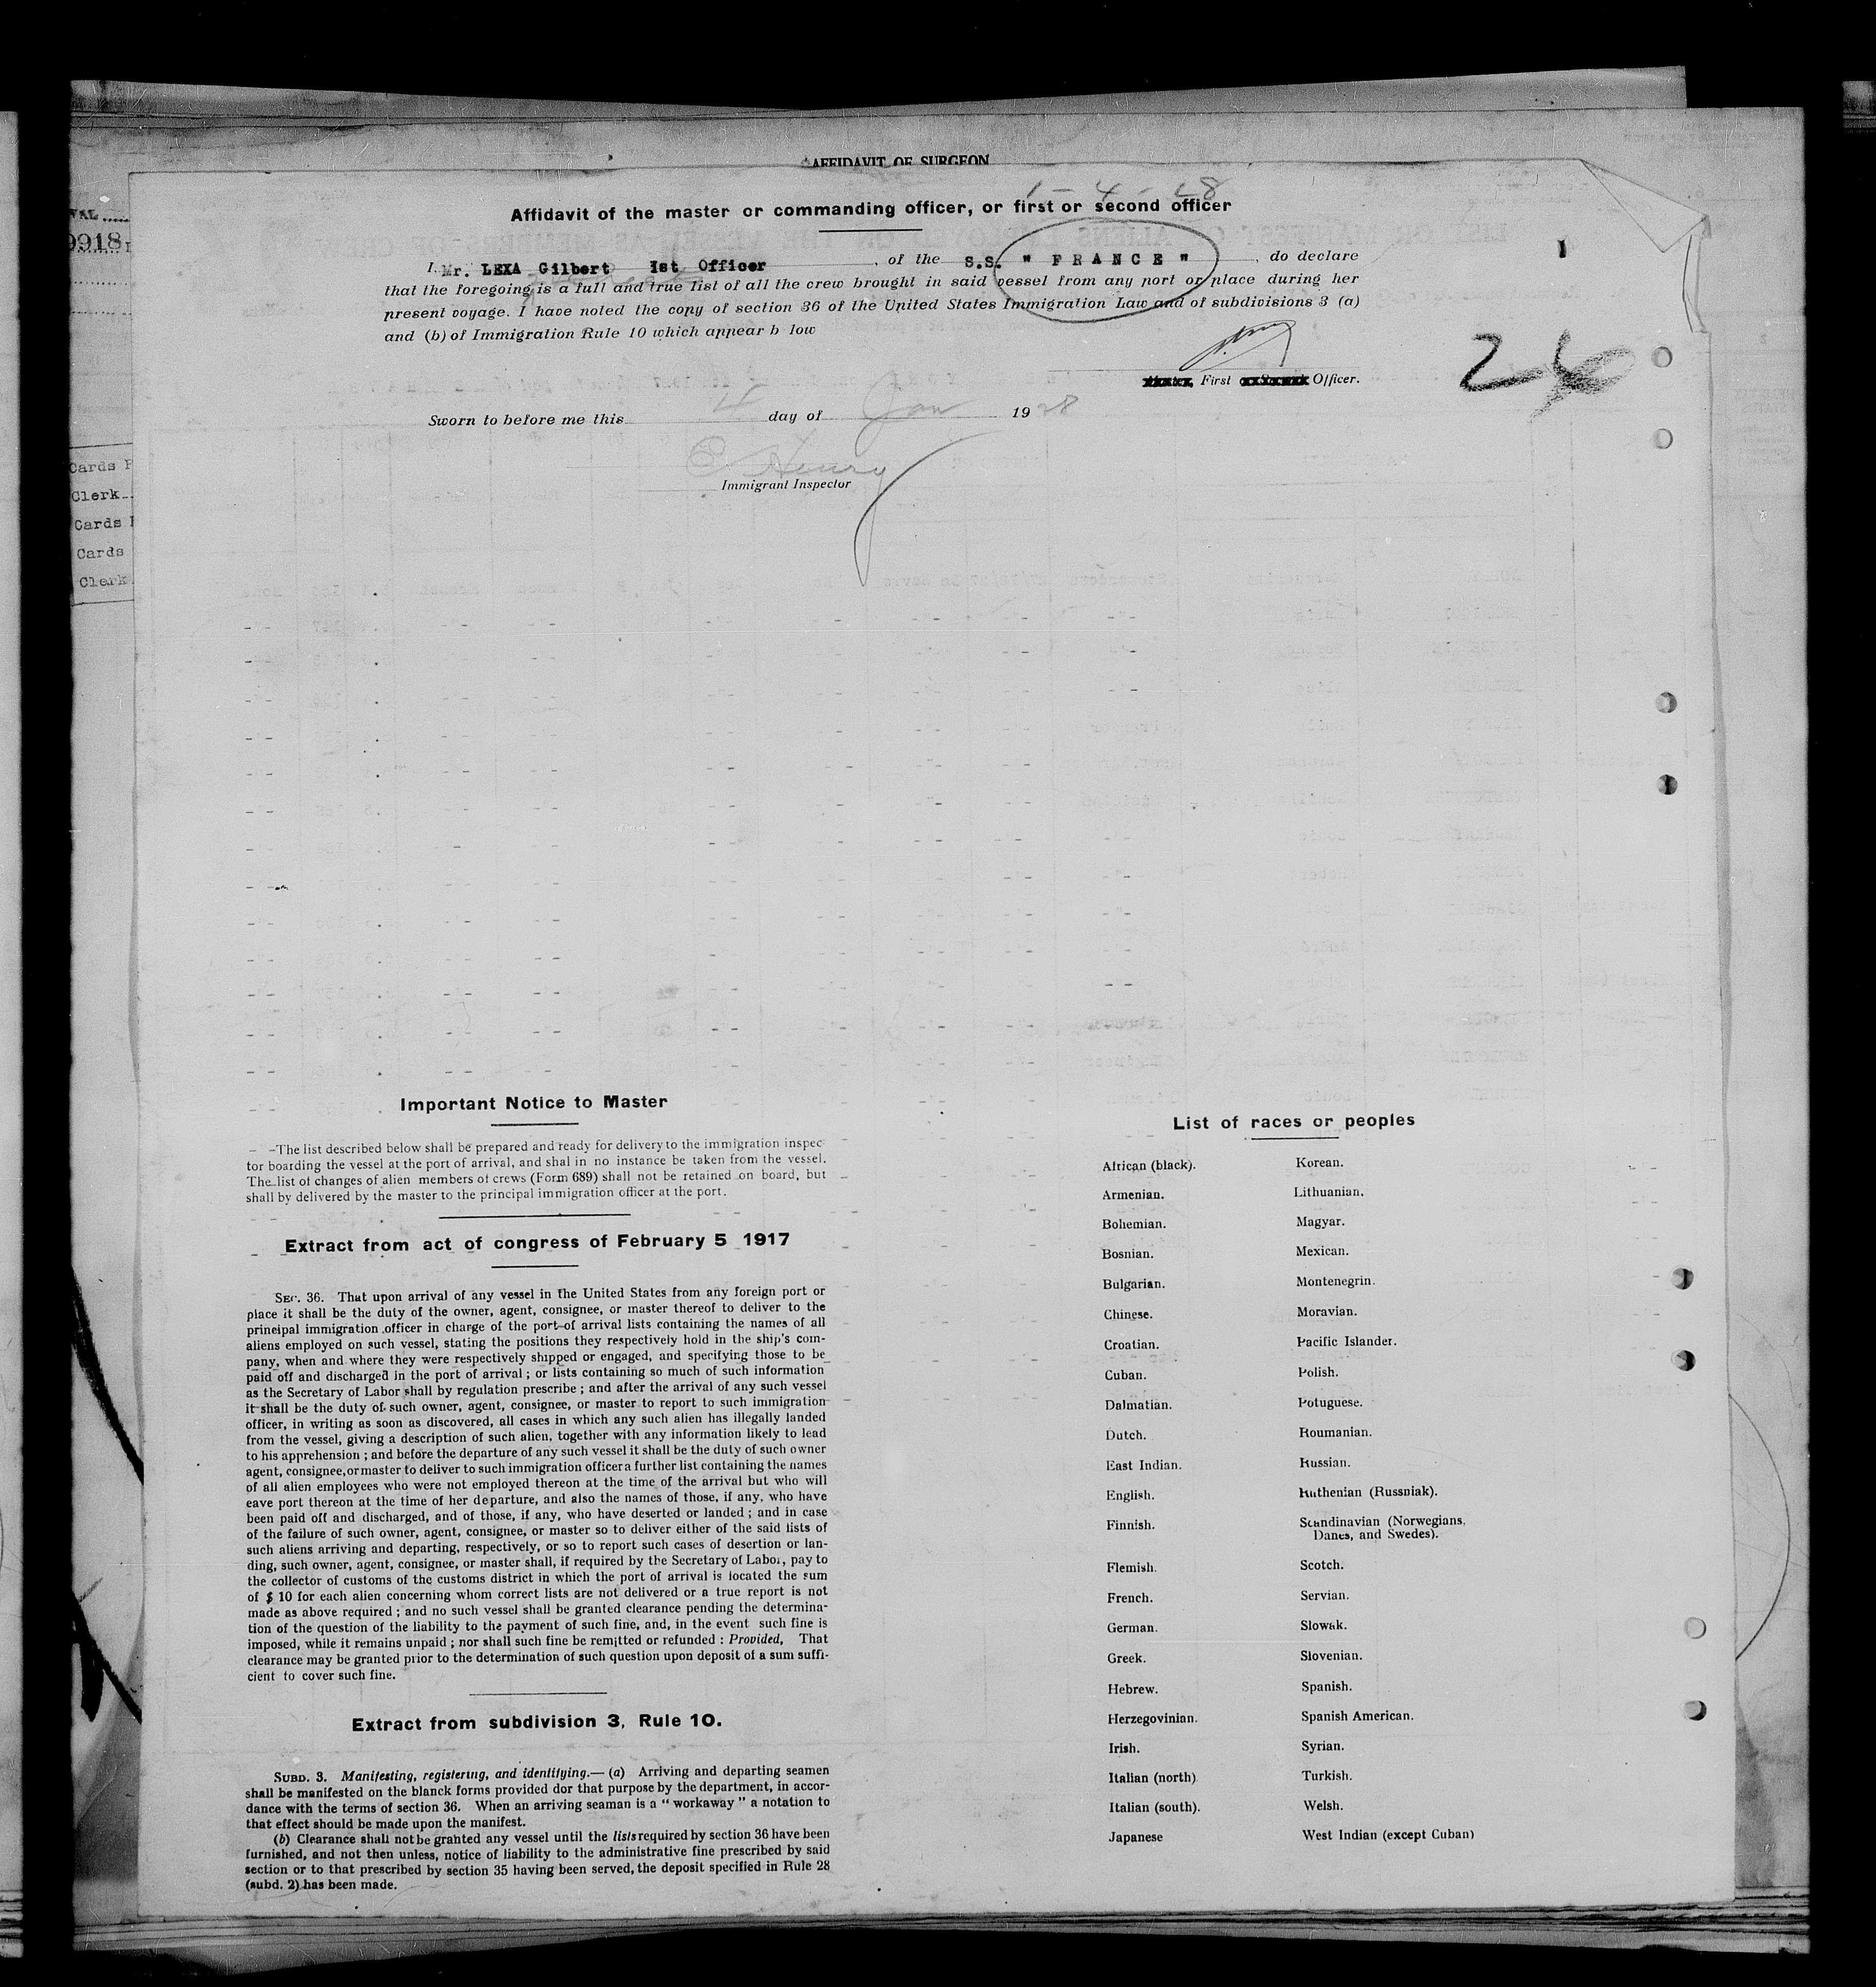 AFFIDAVIT OF SURGEON
1 - 4 - 28
Affidavit of the master or commanding officer, or first or second officer
I, Mr. LEXA Gilbert Ist Officer, of the S.S. " F R A N C E ", do declare
that the foregoing is a full and true list of all the crew brought in said vessel from any port or place during her
present voyage. I have noted the copy of section 36 of the United States Immigration Law and of subdivisions 3 (a)
and (b) of Immigration Rule 10 which appear b low
First Officer.
Sworn to before me this 4 day of Jan 1928
E. Henry
Immigrant Inspector
9918
Cards
Clerk
Cards
Cards
Clerk
Important Notice to Master
The list described below shall be prepared and ready for delivery to the immigration inspec
tor boarding the vessel at the port of arrival, and shal in no instance be taken from the vessel.
The list of changes of alien members of crews (Form 689) shall not be retained on board, but
shall by delivered by the master to the principal immigration officer at the port.
Extract from act of congress of February 5 1917
SEC. 36. That upon arrival of any vessel in the United States from any foreign port or
place it shall be the duty of the owner, agent, consignee, or master thereof to deliver to the
principal immigration officer in charge of the port of arrival lists containing the names of all
aliens employed on such vessel, stating the positions they respectively hold in the ship's com-
pany, when and where they were respectively shipped or engaged, and specifying those to be
paid off and discharged in the port of arrival ; or lists containing so much of such information
as the Secretary of Labor shall by regulation prescribe ; and after the arrival of any such vessel
it shall be the duty of such owner, agent, consignee, or master to report to such immigration
officer, in writing as soon as discovered, all cases in which any such alien has illegally landed
from the vessel, giving a description of such alien, together with any information likely to lead
to his apprehension ; and before the departure of any such vessel it shall be the duty of such owner
agent, consignee, or master to deliver to such immigration officer a further list containing the names
of all alien employees who were not employed thereon at the time of the arrival but who will
eave port thereon at the time of her departure, and also the names of those, if any, who have
been paid off and discharged, and of those, if any, who have deserted or landed ; and in case
of the failure of such owner, agent, consignee, or master so to deliver either of the said lists of
such aliens arriving and departing, respectively, or so to report such cases of desertion or lan-
ding, such owner, agent, consignee, or master shall, if required by the Secretary of Labor, pay to
the collector of customs of the customs district in which the port of arrival is located the sum
of $ 10 for each alien concerning whom correct lists are not delivered or a true report is not
made as above required ; and no such vessel shall be granted clearance pending the determina-
tion of the question of the liability to the payment of such fine, and, in the event such fine is
imposed, while it remains unpaid ; nor shall such fine be remitted or refunded : Provided, That
clearance may be granted prior to the determination of such question upon deposit of a sum suffi-
cient to cover such fine.
Extract from subdivision 3, Rule 10.
SUBD. 3. Manifesting, registering, and identifying.— (a) Arriving and departing seamen
shall be manifested on the blanck forms provided dor that purpose by the department, in accor-
dance with the terms of section 36. When an arriving seaman is a " workaway " a notation to
that effect should be made upon the manifest.
(b) Clearance shall not be granted any vessel until the lists required by section 36 have been
furnished, and not then unless, notice of liability to the administrative fine prescribed by said
section or to that prescribed by section 35 having been served, the deposit specified in Rule 28
(subd. 2) has been made.
List of races or peoples
African (black).
Armenian.
Bohemian.
Bosnian.
Bulgarian.
Chinese.
Croatian.
Cuban.
Dalmatian.
Dutch.
East Indian.
English.
Finnish.
Flemish.
French.
German.
Greek.
Hebrew.
Herzegovinian.
Irish.
Italian (north)
Italian (south).
Japanese
Korean.
Lithuanian.
Magyar.
Mexican.
Montenegrin.
Moravian.
Pacific Islander.
Polish.
Potuguese.
Roumanian.
Russian.
Ruthenian (Russniak).
Scandinavian (Norwegians,
Danes, and Swedes).
Scotch.
Servian.
Slowak.
Slovenian.
Spanish.
Spanish American.
Syrian.
Turkish.
Welsh.
West Indian (except Cuban)